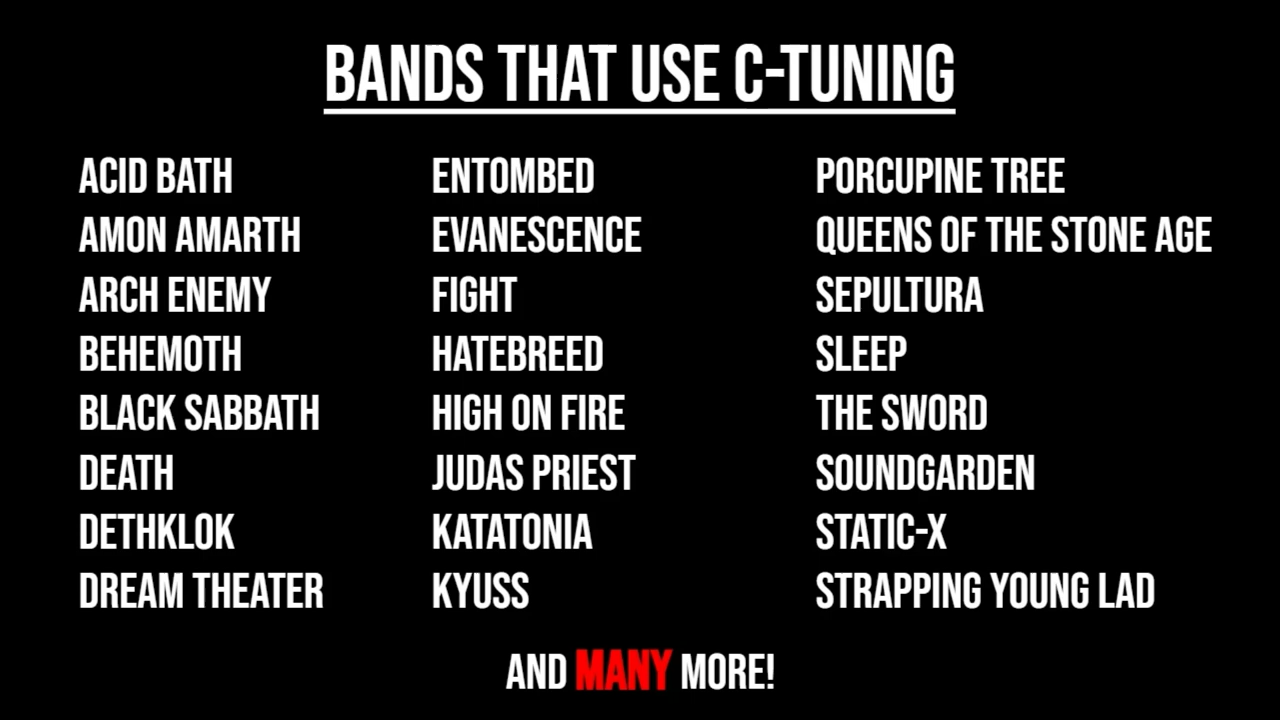 BANDS THAT USE C-TUNING
ACID BATH
AMON AMARTH
ARCH ENEMY
BEHEMOTH
BLACK SABBATH
DEATH
DETHKLOK
DREAM THEATER
ENTOMBED
EVANESCENCE
FIGHT
HATEBREED
HIGH ON FIRE
JUDAS PRIEST
KATATONIA
KYUSS
PORCUPINE TREE
QUEENS OF THE STONE AGE
SEPULTURA
SLEEP
THE SWORD
SOUNDGARDEN
STATIC-X
STRAPPING YOUNG LAD
AND MANY MORE!